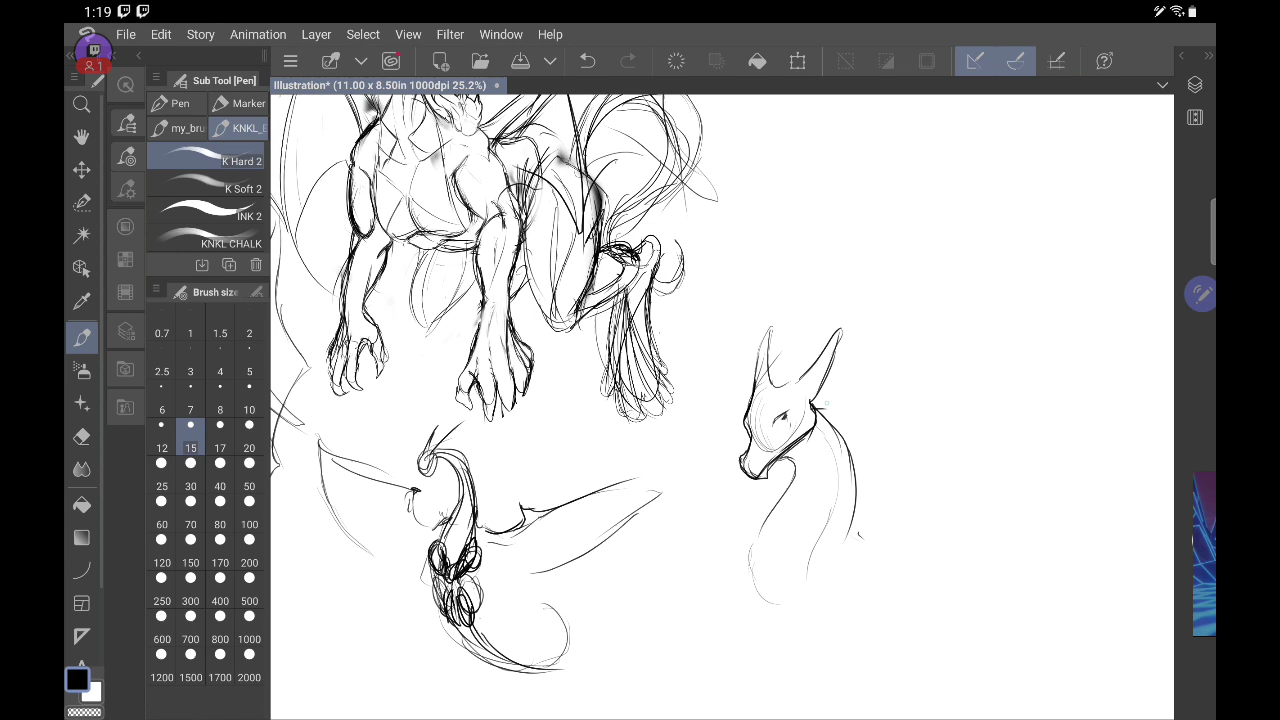 1:19
File Edit Story Animation Layer Select View Filter Window Help
1
Sub Tool [Pen]
Illustration* (11.00 x 8.50in 1000dpi 25.2%)
Pen Marker
my_bru KNKL_E
K Hard 2
K Soft 2
INK 2
KNKL CHALK
Brush size
0.7 1 1.5 2
2.5 3 4 5
6 7 8 10
12 15 17 20
25 30 40 50
60 70 80 100
120 150 170 200
250 300 400 500
600 700 800 1000
1200 1500 1700 2000